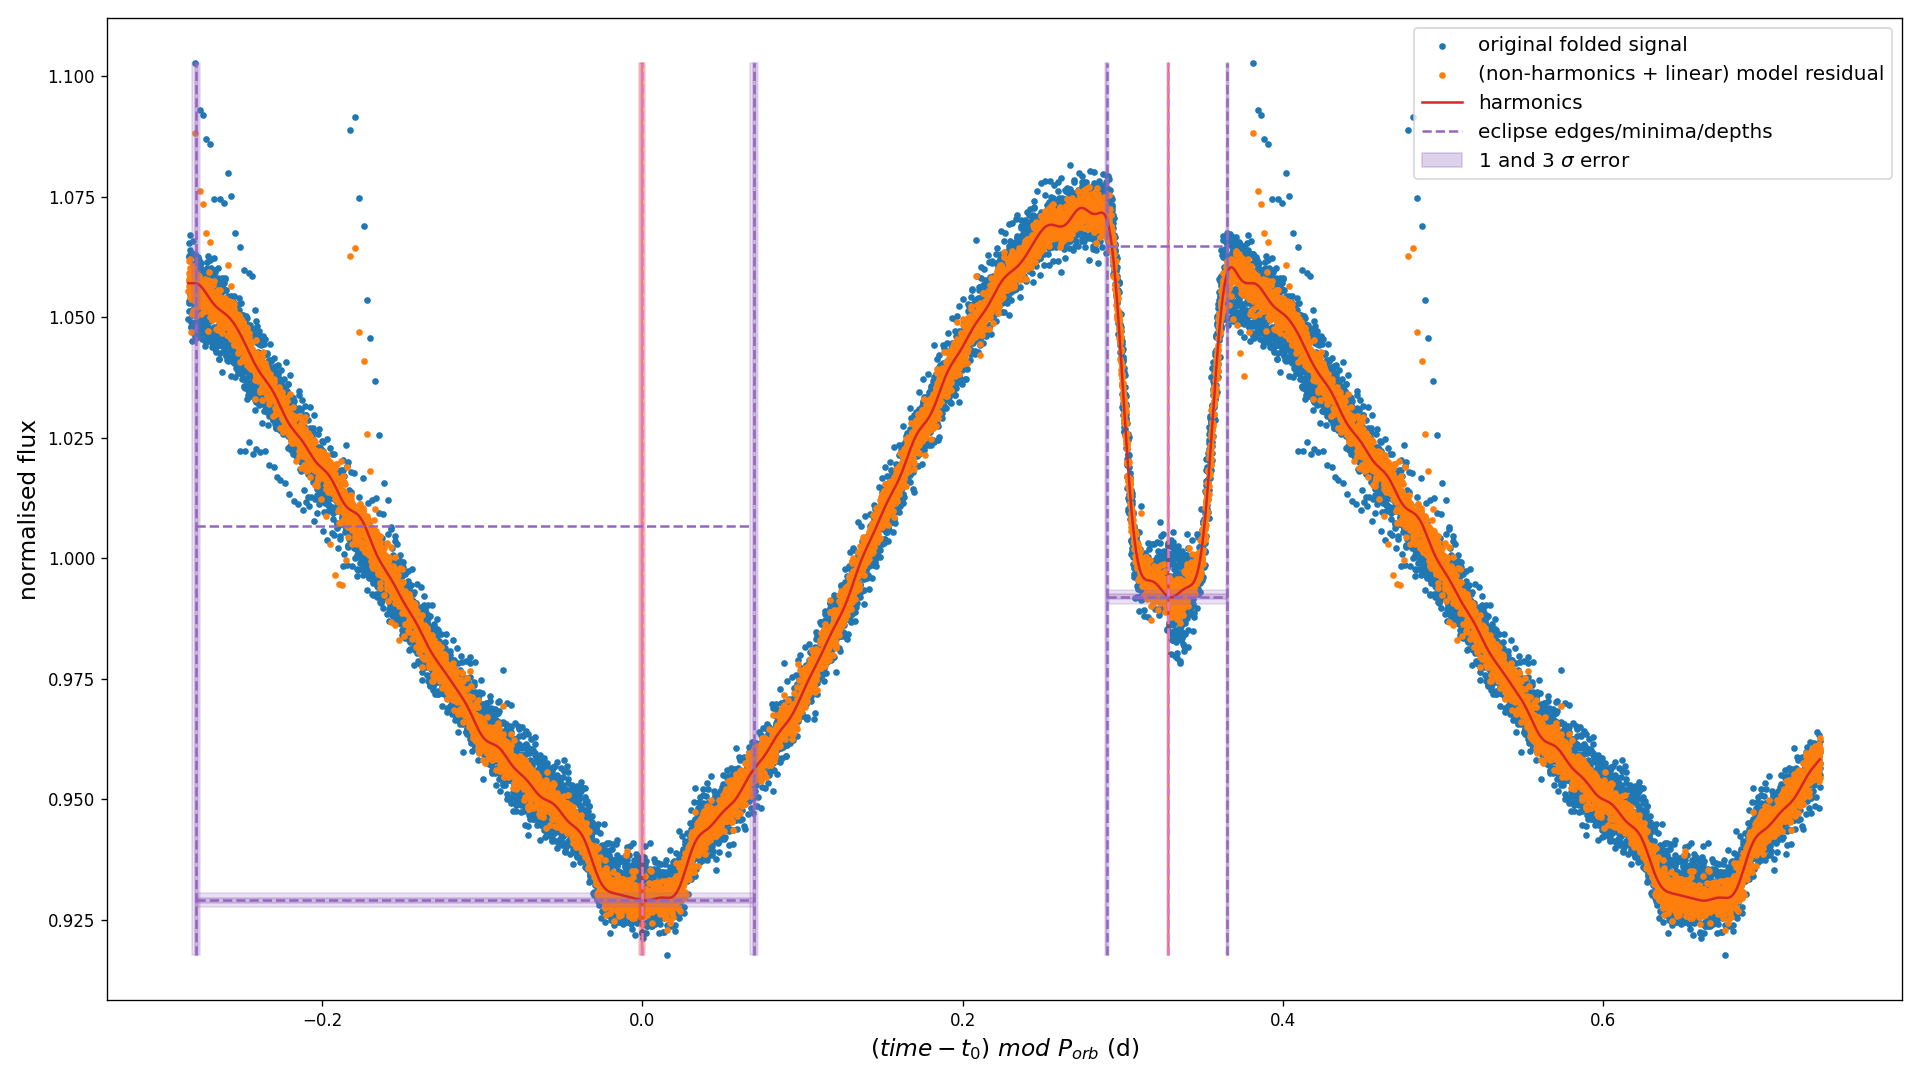 original folded signal
(non-harmonics + linear) model residual
harmonics
eclipse edges/minima/depths
1 and 3 σ error
normalised flux
1.100
1.075
1.050
1.025
1.000
0.975
0.950
0.925
−0.2 0.0 0.2 0.4 0.6
(time − t₀) mod Pₒᵣb (d)